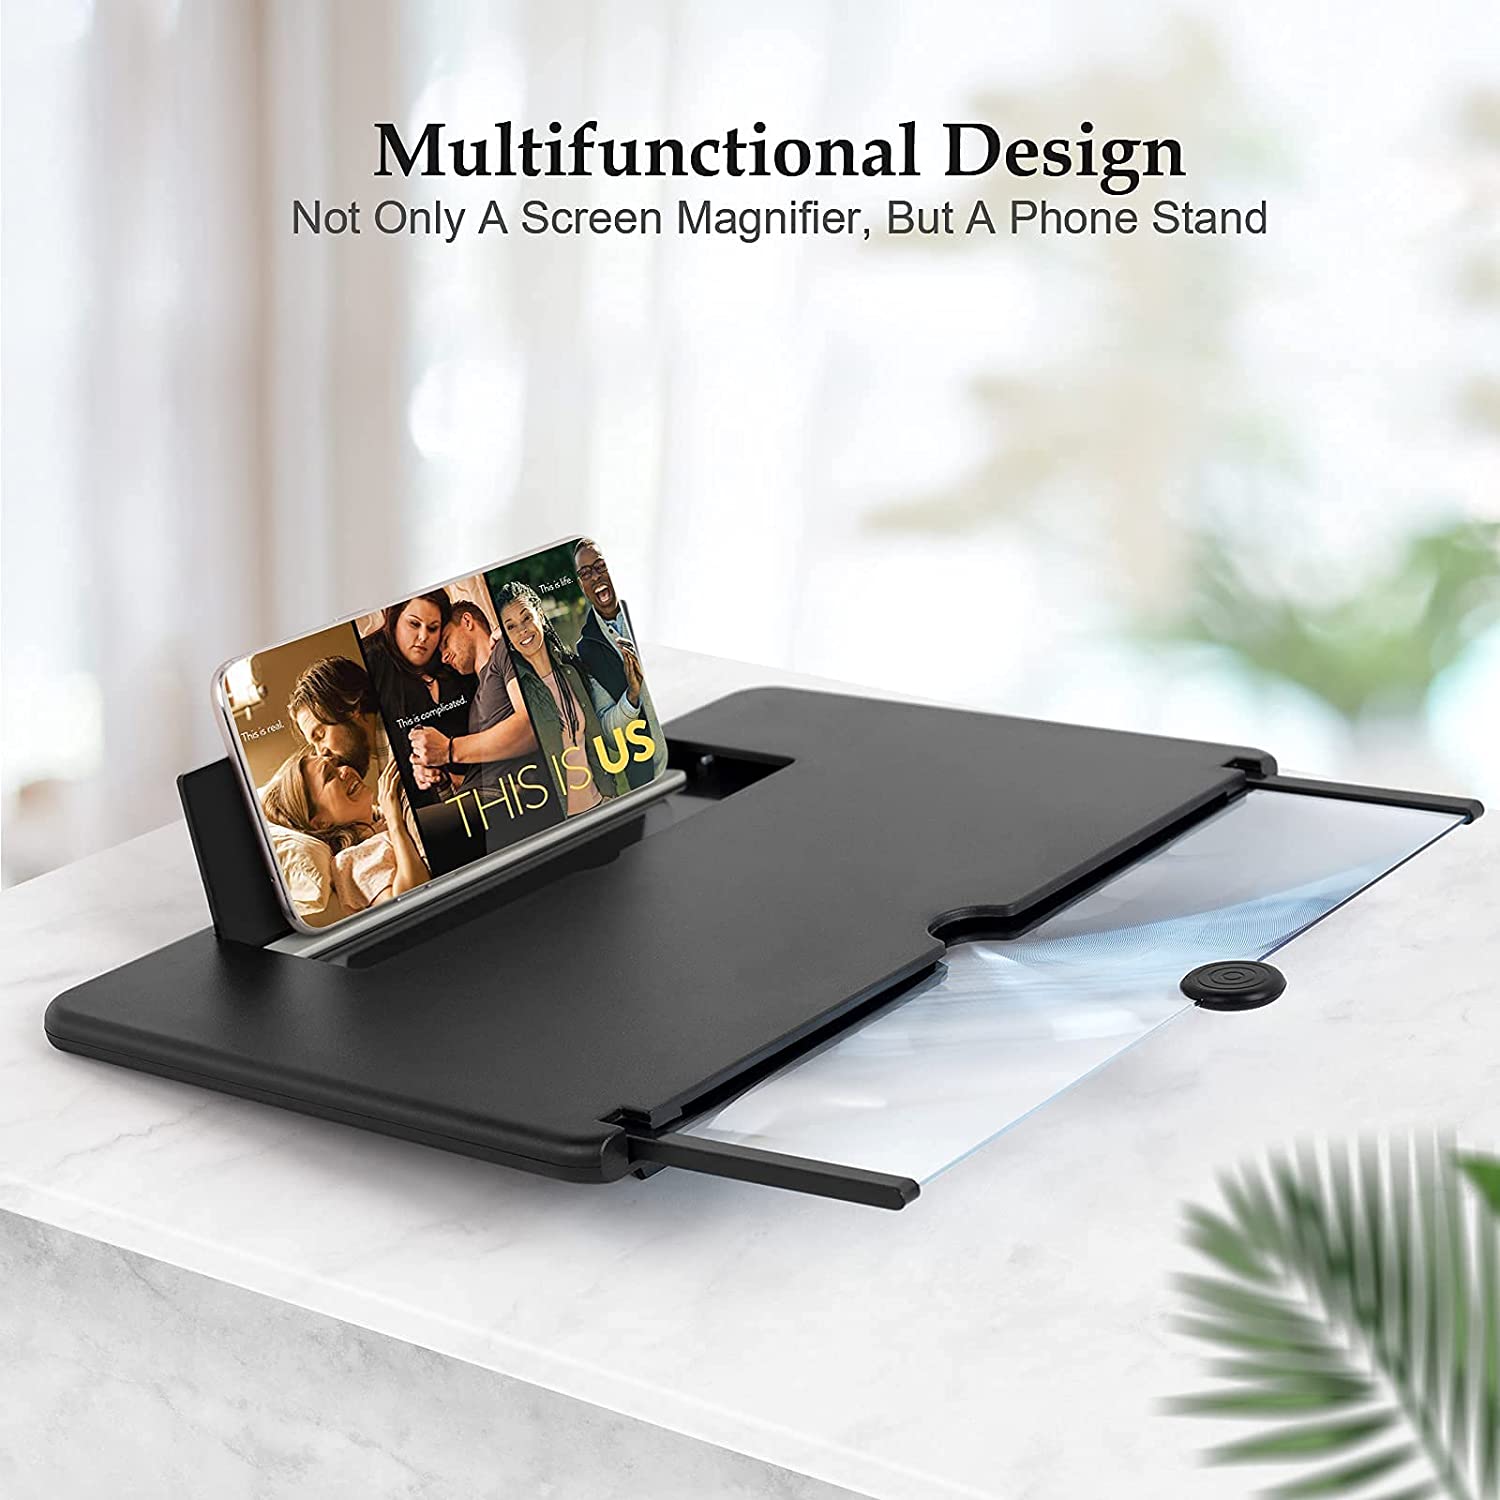 Multifunctional Design
Not Only A Screen Magnifier, But A Phone Stand
This is real.
This is complicated.
This is life.
THIS IS US